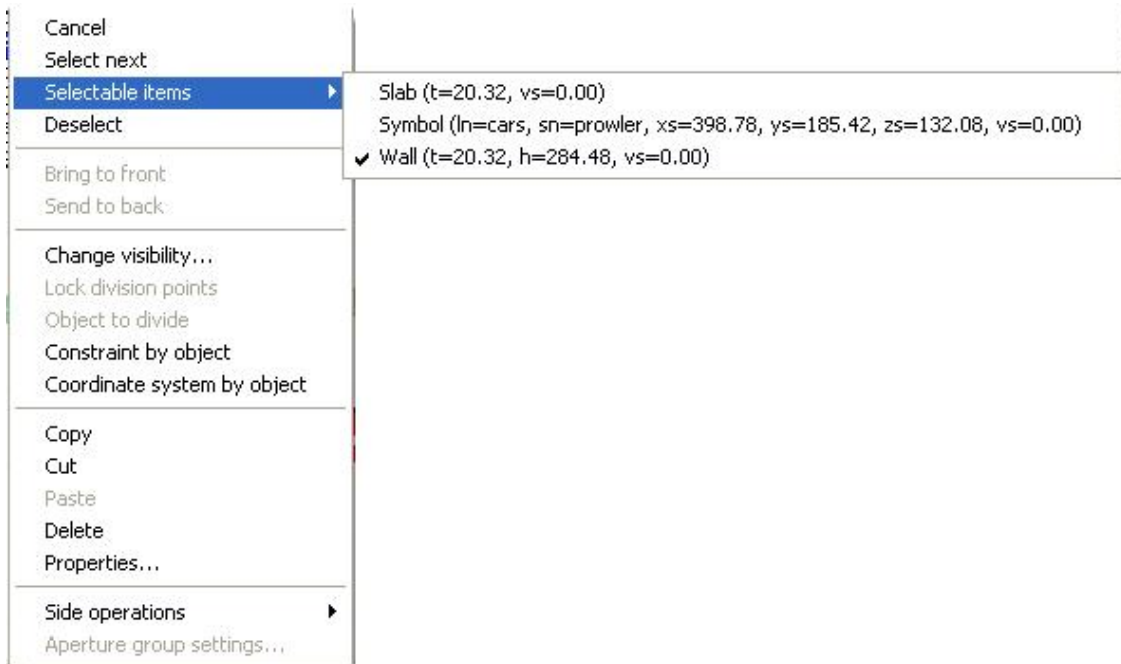 Cancel
Select next
Selectable items
Deselect
Bring to front
Send to back
Change visibility...
Lock division points
Object to divide
Constraint by object
Coordinate system by object
Copy
Cut
Paste
Delete
Properties...
Side operations
Aperture group settings...
Slab (t=20.32, vs=0.00)
Symbol (ln=cars, sn=prowler, xs=398.78, ys=185.42, zs=132.08, vs=0.00)
Wall (t=20.32, h=284.48, vs=0.00)